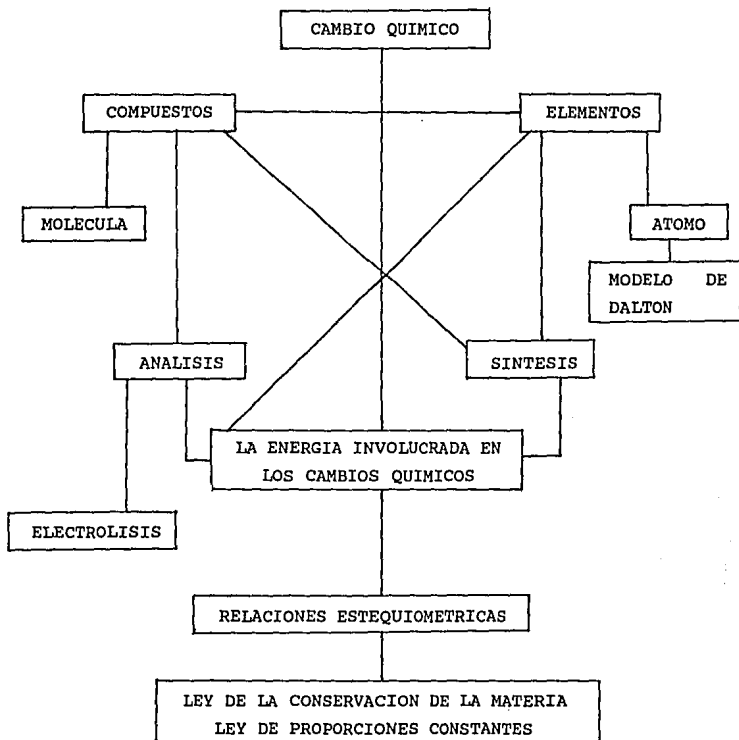 CAMBIO QUIMICO
COMPUESTOS
ELEMENTOS
MOLECULA
ATOMO
MODELO DE
DALTON
ANALISIS
SINTESIS
LA ENERGIA INVOLUCRADA EN
LOS CAMBIOS QUIMICOS
ELECTROLISIS
RELACIONES ESTEQUIOMETRICAS
LEY DE LA CONSERVACION DE LA MATERIA
LEY DE PROPORCIONES CONSTANTES